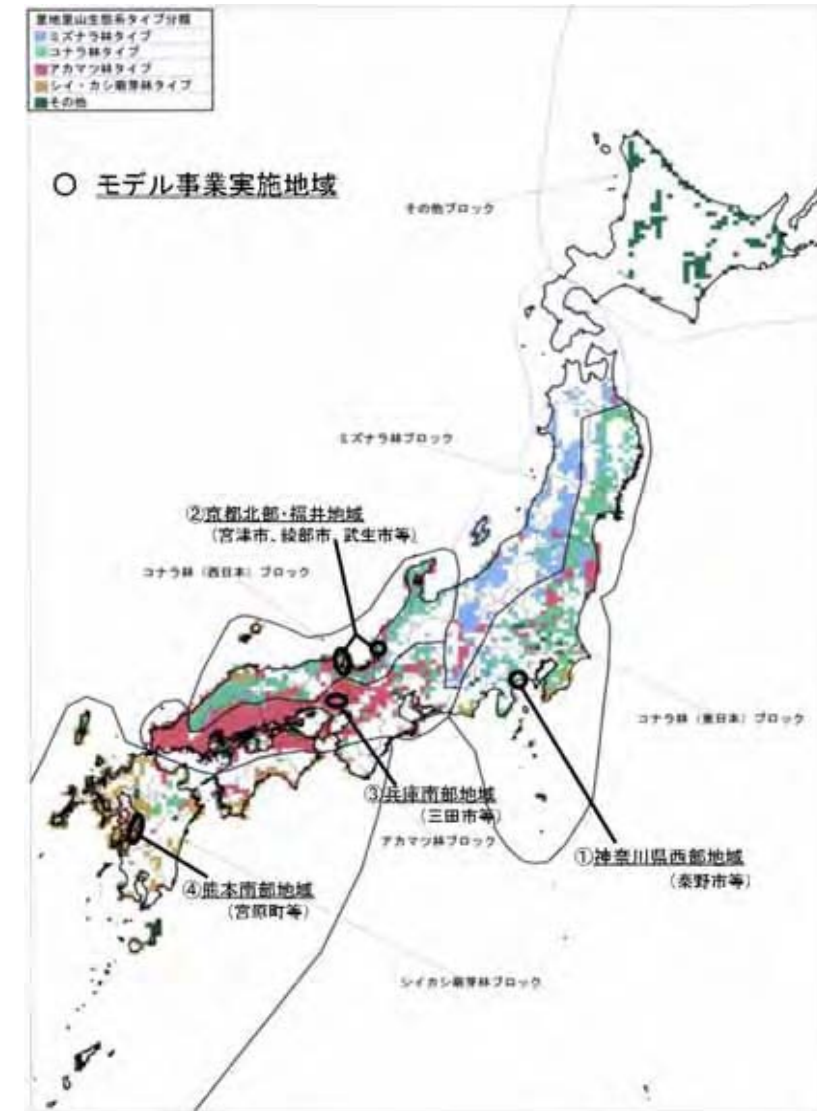 里地里山生態系タイプ分類
ミズナラ林タイプ
コナラ林タイプ
アカマツ林タイプ
シイ・カシ萌芽林タイプ
その他
○ モデル事業実施地域
その他ブロック
ミズナラ林ブロック
②京都北部・福井地域
(宮津市、綾部市、武生市等)
コナラ林（西日本）ブロック
コナラ林（東日本）ブロック
③兵庫南部地域
(三田市等)
アカマツ林ブロック
①神奈川県西部地域
(秦野市等)
④熊本南部地域
(宮原町等)
シイカシ萌芽林ブロック